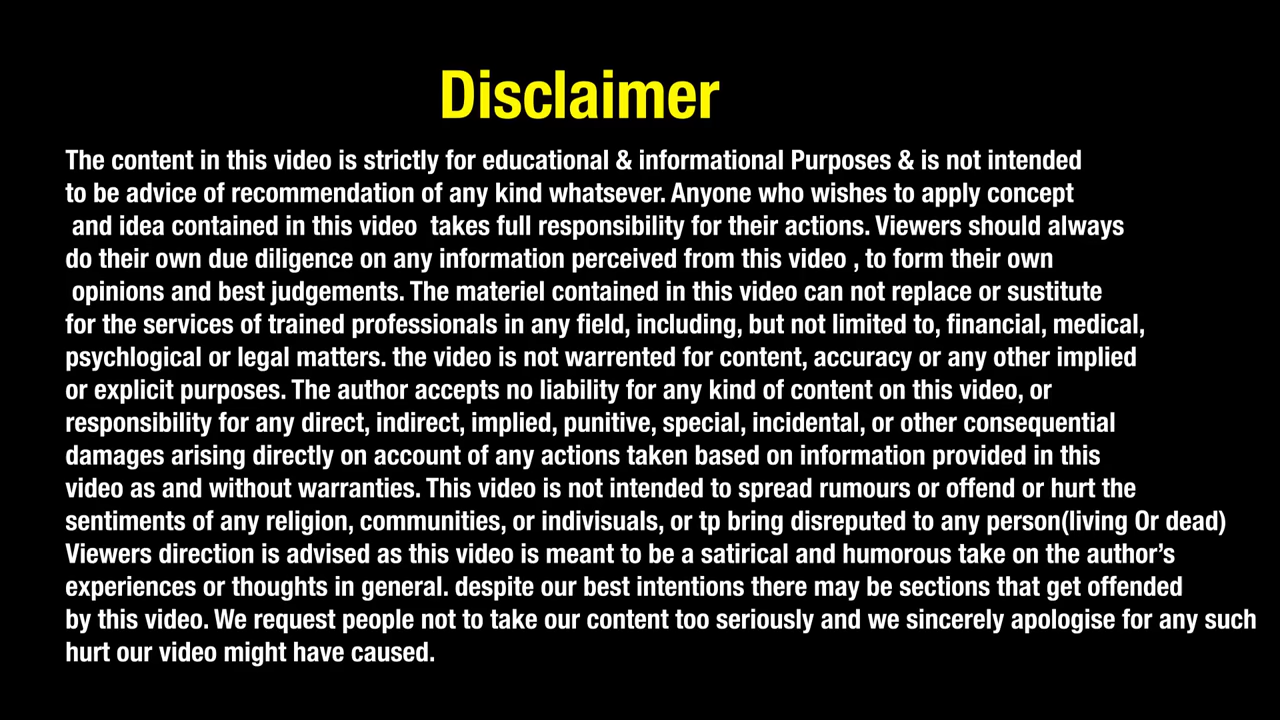 Disclaimer
The content in this video is strictly for educational & informational Purposes & is not intended
to be advice of recommendation of any kind whatsever. Anyone who wishes to apply concept
and idea contained in this video takes full responsibility for their actions. Viewers should always
do their own due diligence on any information perceived from this video , to form their own
opinions and best judgements. The materiel contained in this video can not replace or sustitute
for the services of trained professionals in any field, including, but not limited to, financial, medical,
psychlogical or legal matters. the video is not warrented for content, accuracy or any other implied
or explicit purposes. The author accepts no liability for any kind of content on this video, or
responsibility for any direct, indirect, implied, punitive, special, incidental, or other consequential
damages arising directly on account of any actions taken based on information provided in this
video as and without warranties. This video is not intended to spread rumours or offend or hurt the
sentiments of any religion, communities, or indivisuals, or tp bring disreputed to any person(living Or dead)
Viewers direction is advised as this video is meant to be a satirical and humorous take on the author's
experiences or thoughts in general. despite our best intentions there may be sections that get offended
by this video. We request people not to take our content too seriously and we sincerely apologise for any such
hurt our video might have caused.